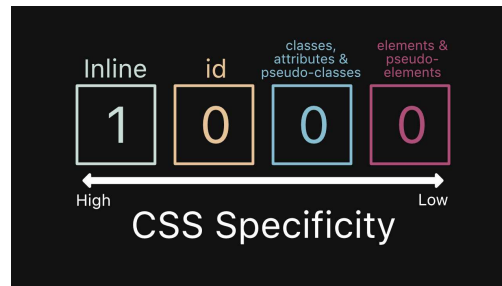 Inline
id
classes,
attributes &
pseudo-classes
elements &
pseudo-
elements
1
0
0
0
High
Low
CSS Specificity